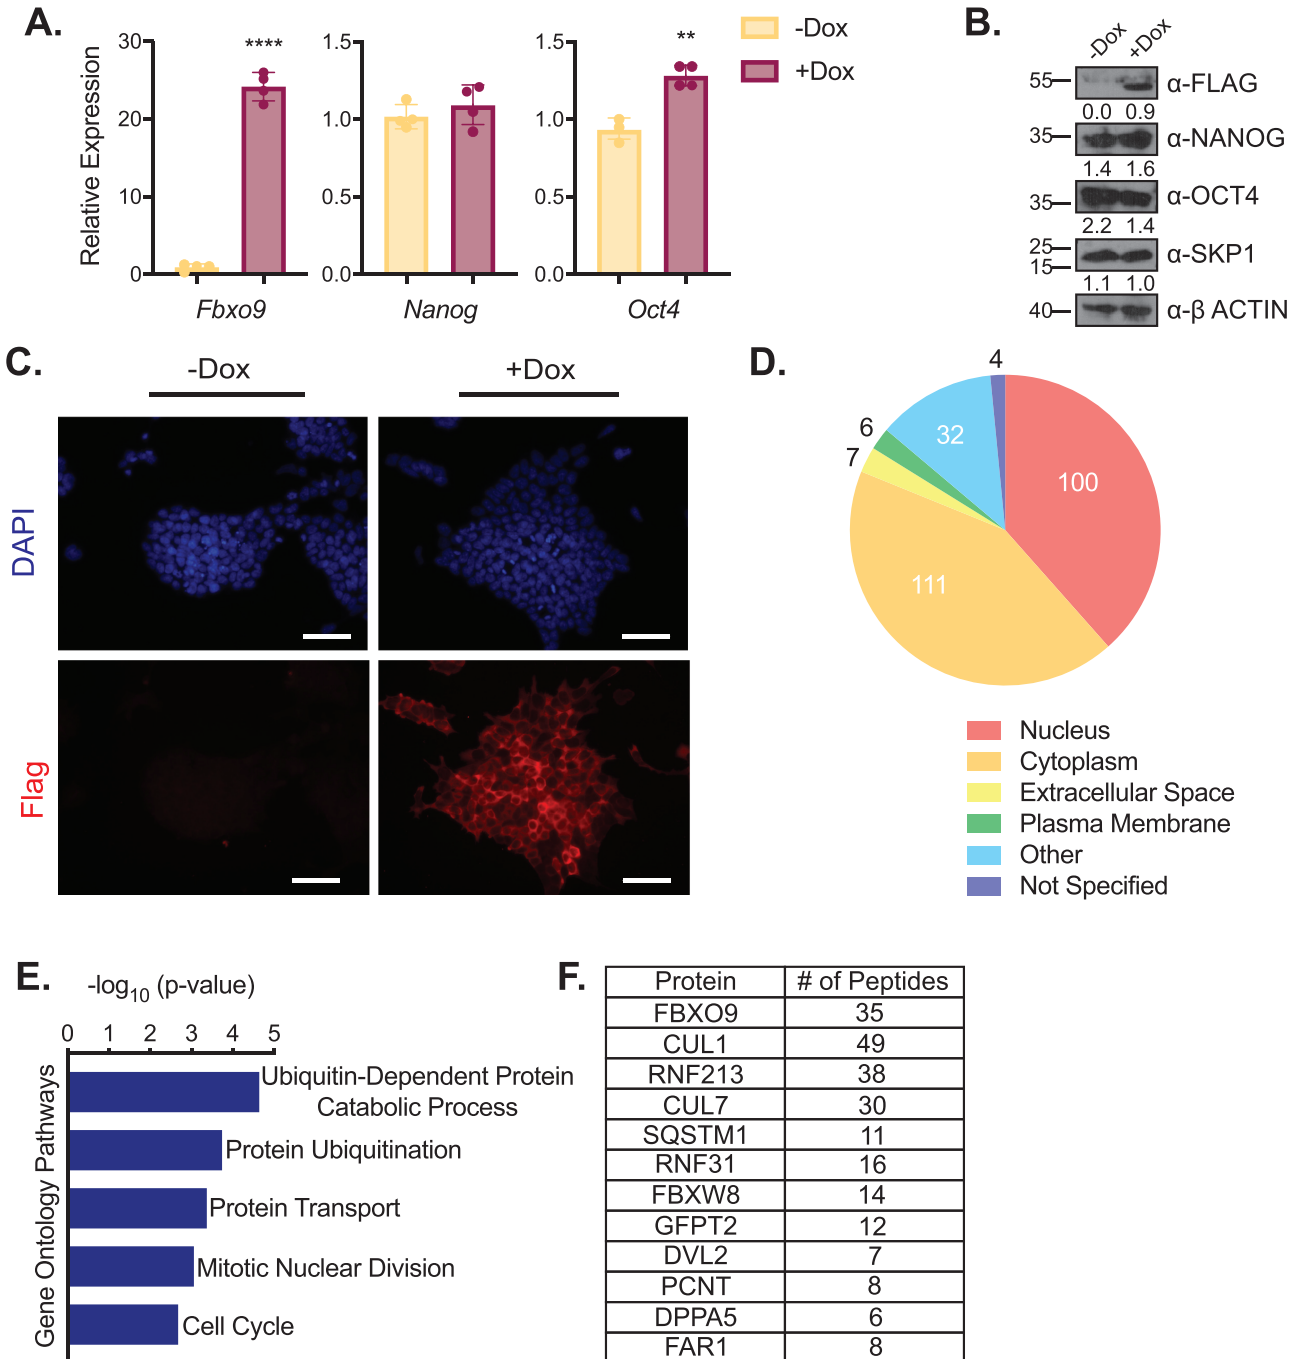 A.
Relative Expression
30
20
10
0
****
Fbxo9
1.5
1.0
0.5
0.0
Nanog
1.5
1.0
0.5
0.0
**
Oct4
-Dox
+Dox
B.
-Dox +Dox
55 α-FLAG
0.0 0.9
35 α-NANOG
1.4 1.6
35 α-OCT4
2.2 1.4
25
15
α-SKP1
1.1 1.0
40 α-β ACTIN
C.
-Dox +Dox
DAPI
Flag
D.
4
6
7
32
100
111
Nucleus
Cytoplasm
Extracellular Space
Plasma Membrane
Other
Not Specified
E.
-log10 (p-value)
0 1 2 3 4 5
Gene Ontology Pathways
Ubiquitin-Dependent Protein
Catabolic Process
Protein Ubiquitination
Protein Transport
Mitotic Nuclear Division
Cell Cycle
F.
Protein # of Peptides
FBXO9 35
CUL1 49
RNF213 38
CUL7 30
SQSTM1 11
RNF31 16
FBXW8 14
GFPT2 12
DVL2 7
PCNT 8
DPPA5 6
FAR1 8